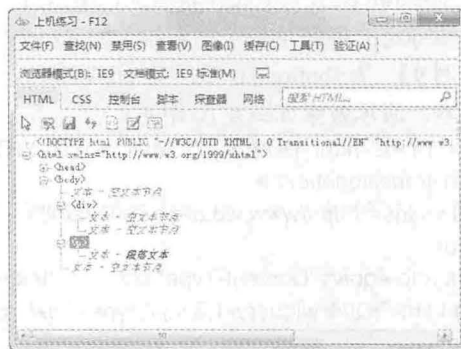 上机练习 - F12
文件(F) 查找(N) 禁用(S) 查看(V) 图像(I) 缓存(C) 工具(T) 验证(A)
浏览器模式(B): IE9 文档模式: IE9 标准(M)
HTML CSS 控制台 脚本 探查器 网络 搜索 HTML...
<!DOCTYPE html PUBLIC "-//W3C//DTD XHTML 1.0 Transitional//EN" "http://www.w3.
<html xmlns="http://www.w3.org/1999/xhtml">
<head>
<body>
文本 - 空文本节点
<div>
文本 - 空文本节点
文本 - 空文本节点
<p>
文本 - 段落文本
文本 - 空文本节点